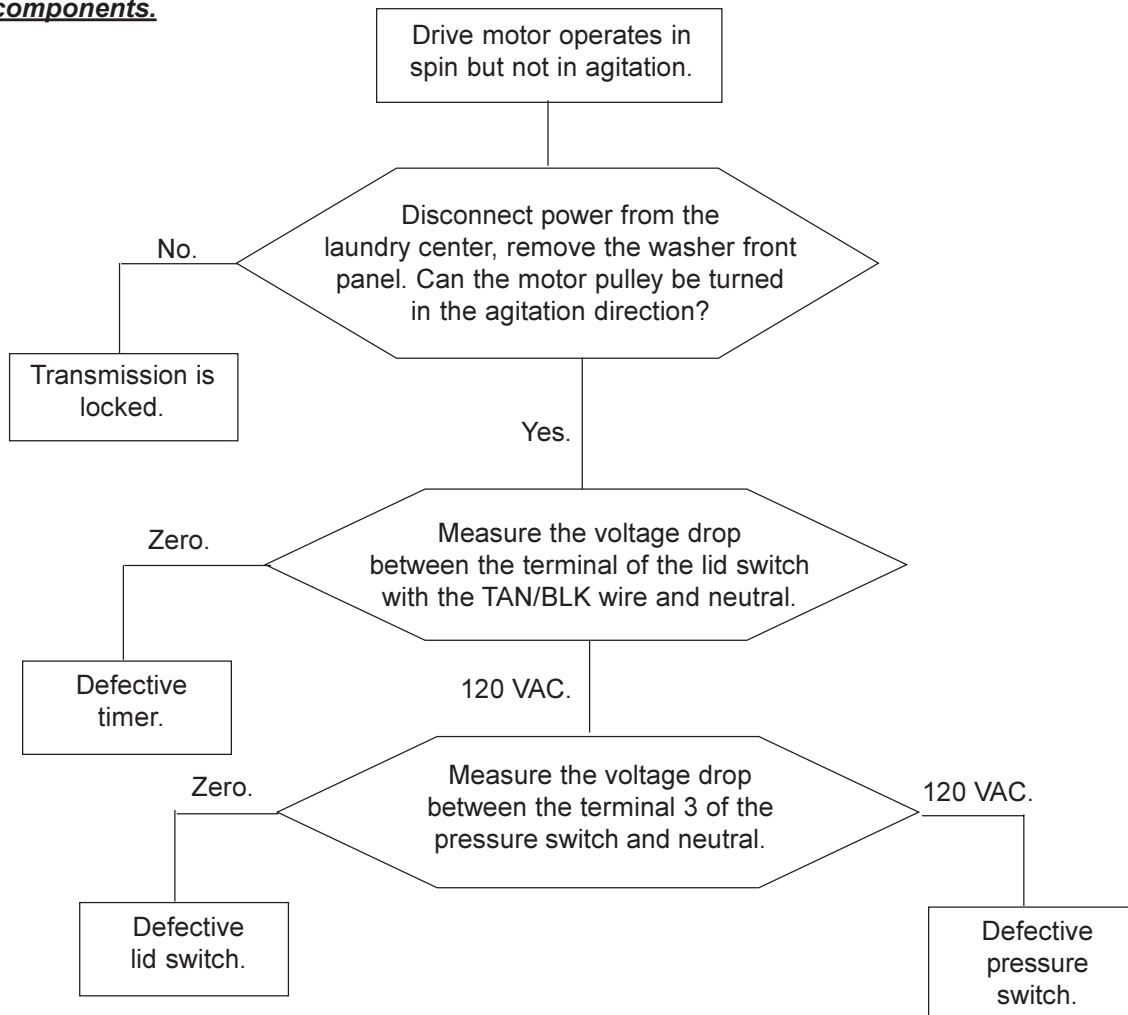 components.
Drive motor operates in
spin but not in agitation.
Disconnect power from the
laundry center, remove the washer front
panel. Can the motor pulley be turned
in the agitation direction?
No.
Transmission is
locked.
Yes.
Measure the voltage drop
between the terminal of the lid switch
with the TAN/BLK wire and neutral.
Zero.
Defective
timer.
120 VAC.
Measure the voltage drop
between the terminal 3 of the
pressure switch and neutral.
Zero.
120 VAC.
Defective
lid switch.
Defective
pressure
switch.